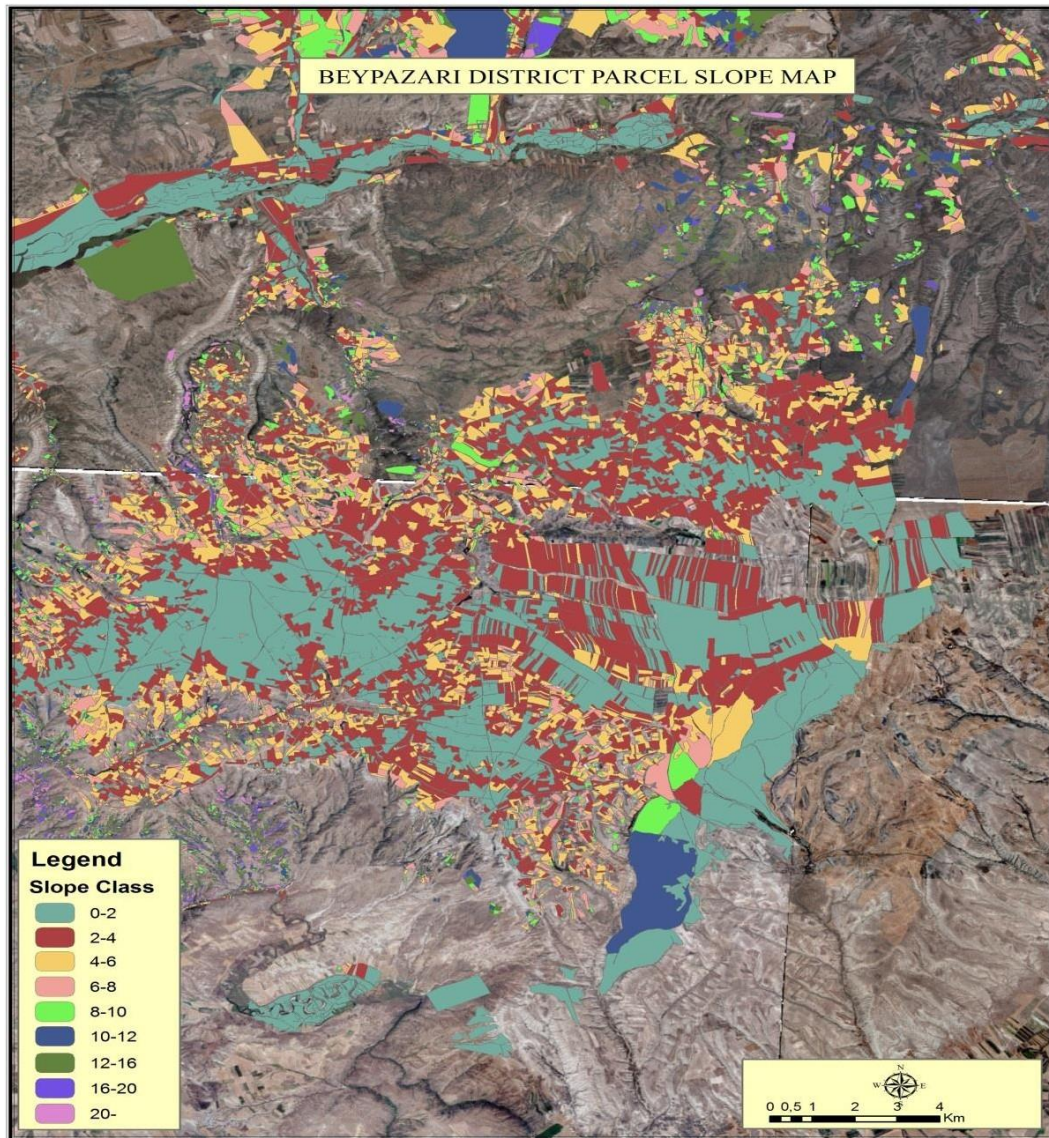 BEYPAZARI DISTRICT PARCEL SLOPE MAP
Legend
Slope Class
0-2
2-4
4-6
6-8
8-10
10-12
12-16
16-20
20-
N
W E
S
0 0,5 1 2 3 4
Km